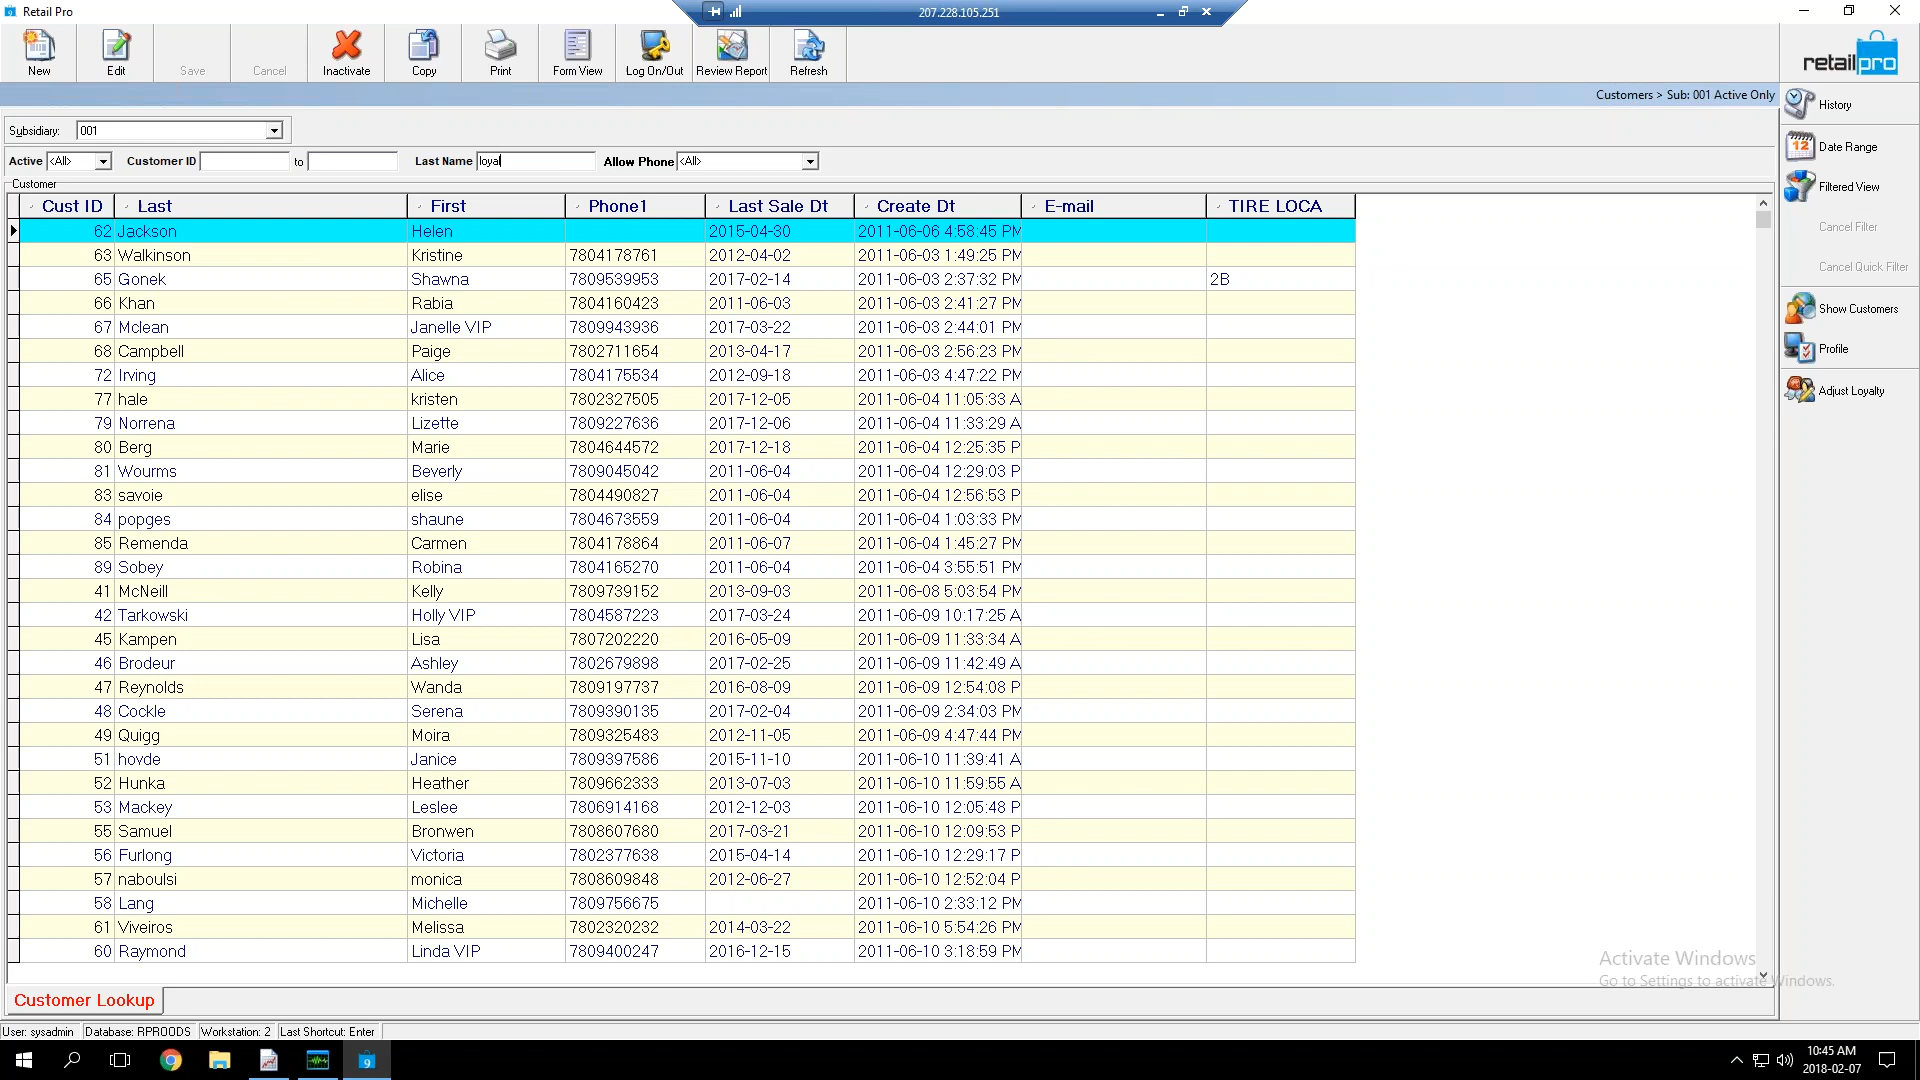 Retail Pro
207.228.105.251
New Edit Save Cancel Inactivate Copy Print Form View Log On/Out Review Report Refresh
retailpro
Customers > Sub: 001 Active Only
History
Subsidiary: 001
Date Range
Active <All> Customer ID to Last Name loyal Allow Phone <All>
Customer
Filtered View
Cust ID Last First Phone1 Last Sale Dt Create Dt E-mail TIRE LOCA
62 Jackson Helen 2015-04-30 2011-06-06 4:58:45 PM
Cancel Filter
63 Walkinson Kristine 7804178761 2012-04-02 2011-06-03 1:49:25 PM
Cancel Quick Filter
65 Gonek Shawna 7809539953 2017-02-14 2011-06-03 2:37:32 PM 2B
66 Khan Rabia 7804160423 2011-06-03 2011-06-03 2:41:27 PM
Show Customers
67 Mclean Janelle VIP 7809943936 2017-03-22 2011-06-03 2:44:01 PM
68 Campbell Paige 7802711654 2013-04-17 2011-06-03 2:56:23 PM
Profile
72 Irving Alice 7804175534 2012-09-18 2011-06-03 4:47:22 PM
Adjust Loyalty
77 hale kristen 7802327505 2017-12-05 2011-06-04 11:05:33 A
79 Norrena Lizette 7809227636 2017-12-06 2011-06-04 11:33:29 A
80 Berg Marie 7804644572 2017-12-18 2011-06-04 12:25:35 P
81 Wourms Beverly 7809045042 2011-06-04 2011-06-04 12:29:03 P
83 savoie elise 7804490827 2011-06-04 2011-06-04 12:56:53 P
84 popges shaune 7804673559 2011-06-04 2011-06-04 1:03:33 PM
85 Remenda Carmen 7804178864 2011-06-07 2011-06-04 1:45:27 PM
89 Sobey Robina 7804165270 2011-06-04 2011-06-04 3:55:51 PM
41 McNeill Kelly 7809739152 2013-09-03 2011-06-08 5:03:54 PM
42 Tarkowski Holly VIP 7804587223 2017-03-24 2011-06-09 10:17:25 A
45 Kampen Lisa 7807202220 2016-05-09 2011-06-09 11:33:34 A
46 Brodeur Ashley 7802679898 2017-02-25 2011-06-09 11:42:49 A
47 Reynolds Wanda 7809197737 2016-08-09 2011-06-09 12:54:08 P
48 Cockle Serena 7809390135 2017-02-04 2011-06-09 2:34:03 PM
49 Quigg Moira 7809325483 2012-11-05 2011-06-09 4:47:44 PM
51 hovde Janice 7809397586 2015-11-10 2011-06-10 11:39:41 A
52 Hunka Heather 7809662333 2013-07-03 2011-06-10 11:59:55 A
53 Mackey Leslee 7806914168 2012-12-03 2011-06-10 12:05:48 P
55 Samuel Bronwen 7808607680 2017-03-21 2011-06-10 12:09:53 P
56 Furlong Victoria 7802377638 2015-04-14 2011-06-10 12:29:17 P
57 naboulsi monica 7808609848 2012-06-27 2011-06-10 12:52:04 P
58 Lang Michelle 7809756675 2011-06-10 2:33:12 PM
61 Viveiros Melissa 7802320232 2014-03-22 2011-06-10 5:54:26 PM
60 Raymond Linda VIP 7809400247 2016-12-15 2011-06-10 3:18:59 PM
Activate Windows
Go to Settings to activate Windows.
Customer Lookup
User: sysadmin Database: RPROODS Workstation: 2 Last Shortcut: Enter
10:45 AM
2018-02-07